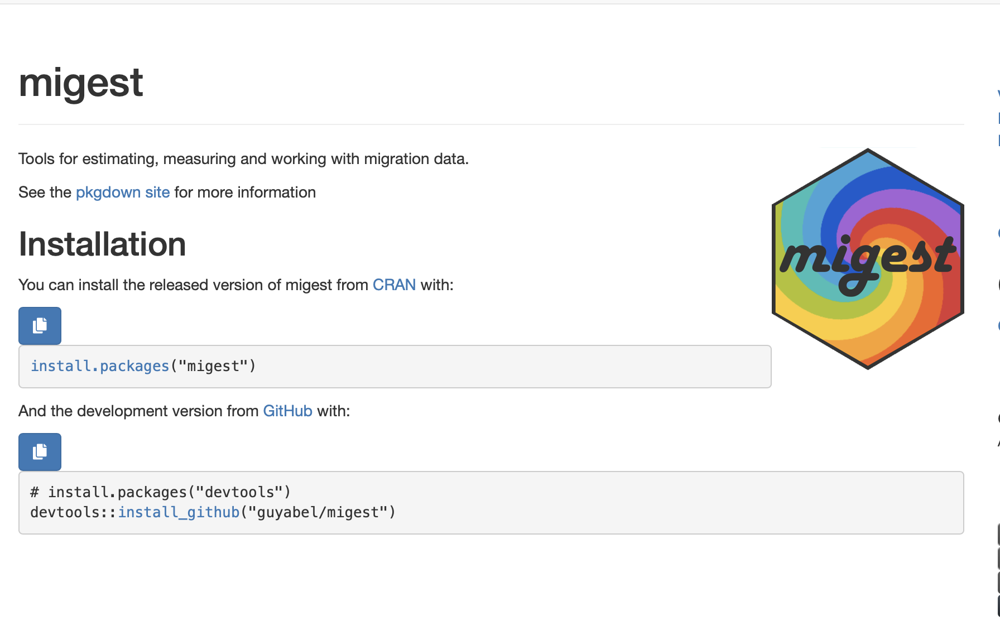 migest
Tools for estimating, measuring and working with migration data.
See the pkgdown site for more information
migest
Installation
You can install the released version of migest from CRAN with:
install.packages("migest")
And the development version from GitHub with:
# install.packages("devtools")
devtools::install_github("guyabel/migest")